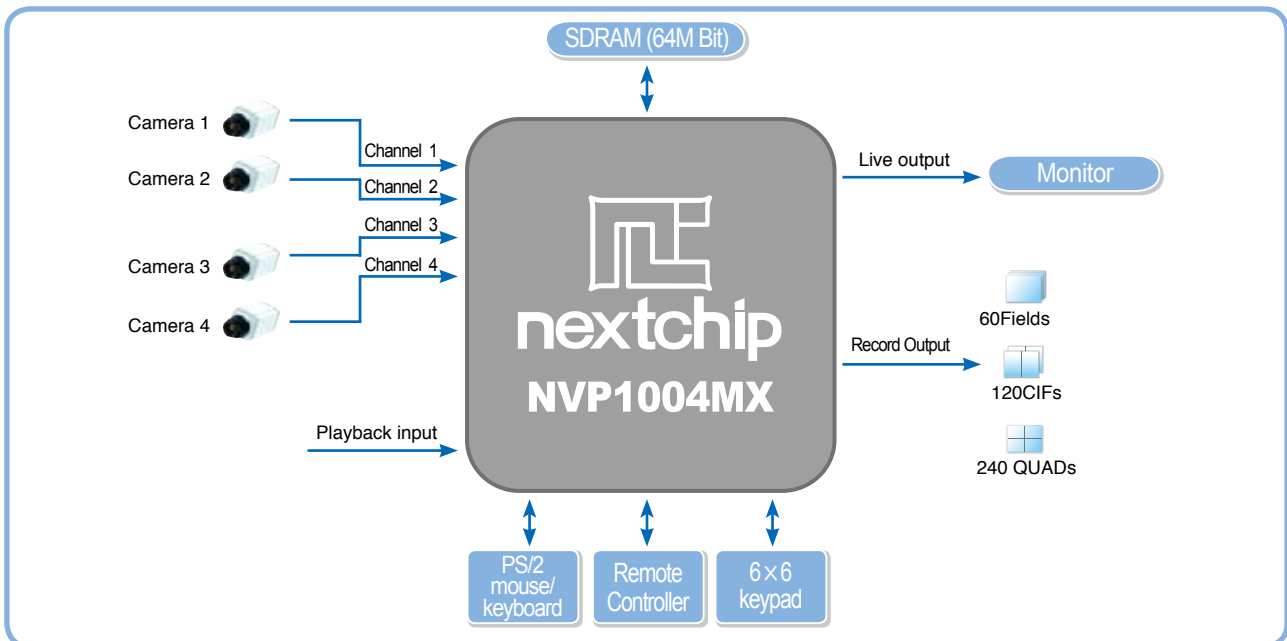 SDRAM (64M Bit)
Camera 1
Channel 1
Camera 2
Channel 2
Camera 3
Channel 3
Camera 4
Channel 4
Playback input
nextchip
NVP1004MX
Live output
Monitor
Record Output
60Fields
120CIFs
240 QUADs
PS/2
mouse/
keyboard
Remote
Controller
6×6
keypad